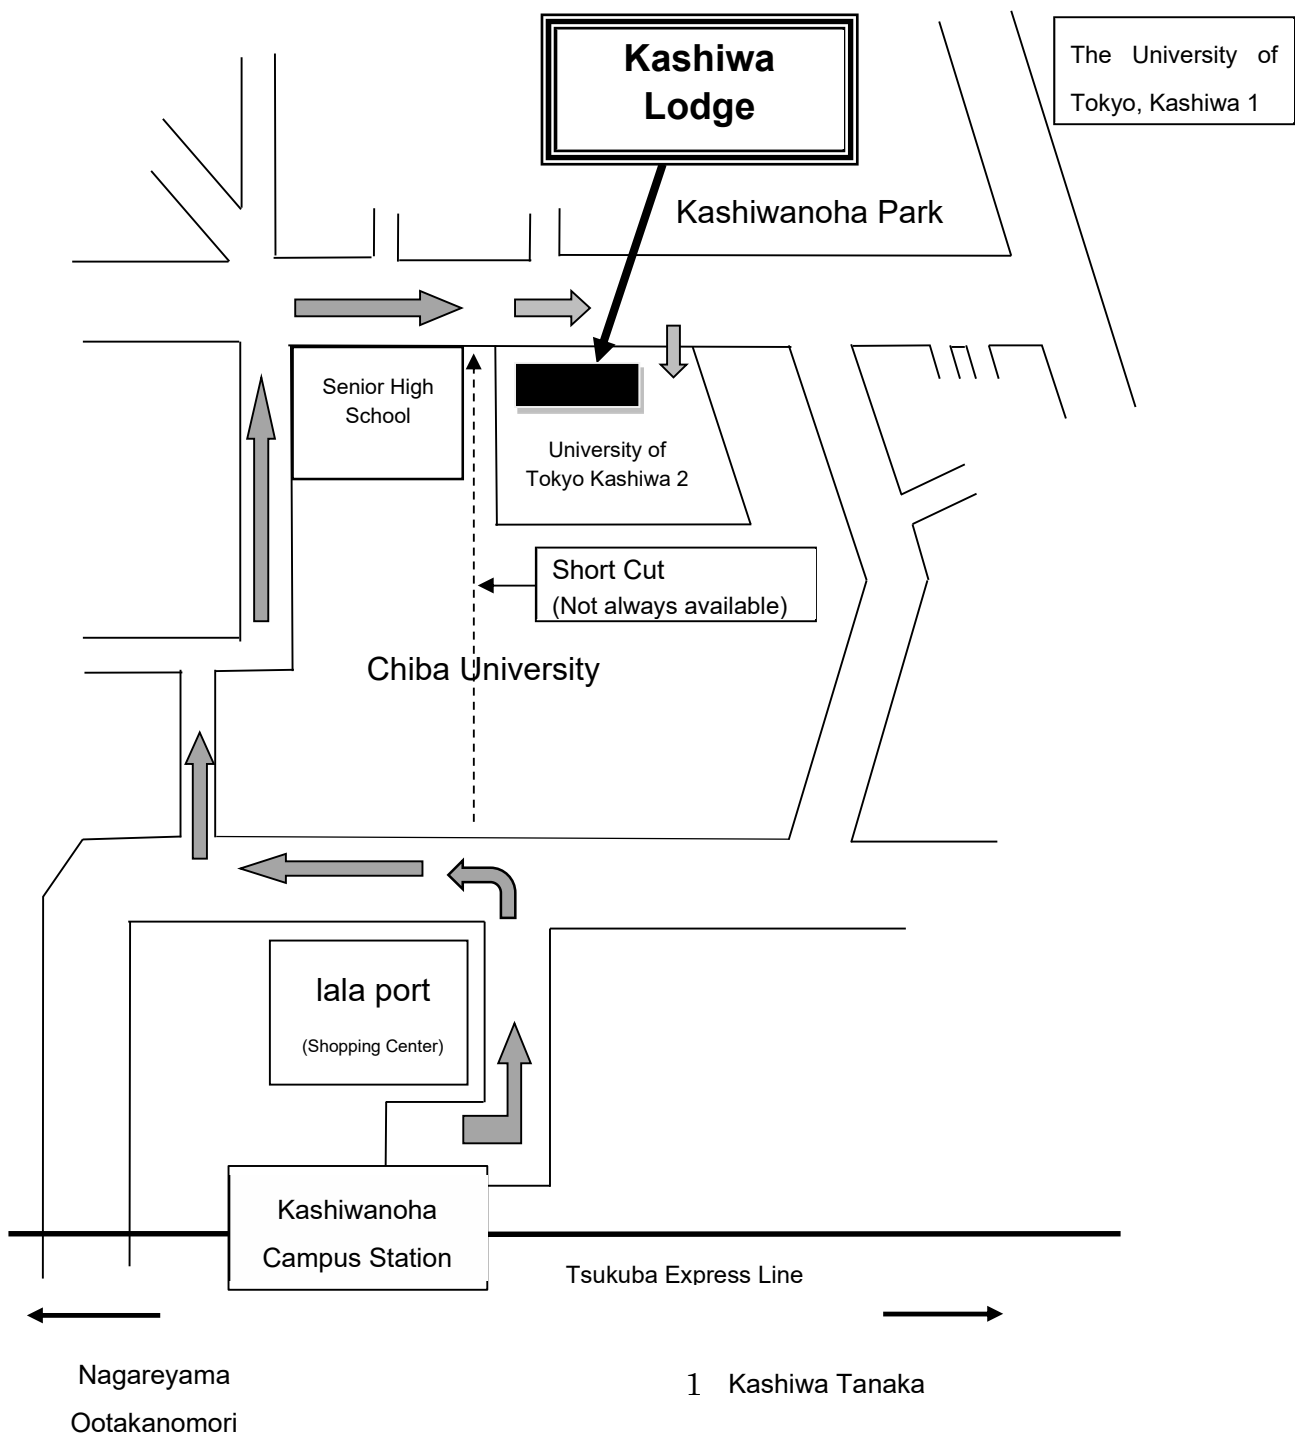 Kashiwa
Lodge
The University of
Tokyo, Kashiwa 1
Kashiwanoha Park
Senior High
School
University of
Tokyo Kashiwa 2
Short Cut
(Not always available)
Chiba University
lala port
(Shopping Center)
Kashiwanoha
Campus Station
Tsukuba Express Line
Nagareyama
Ootakanomori
1 Kashiwa Tanaka